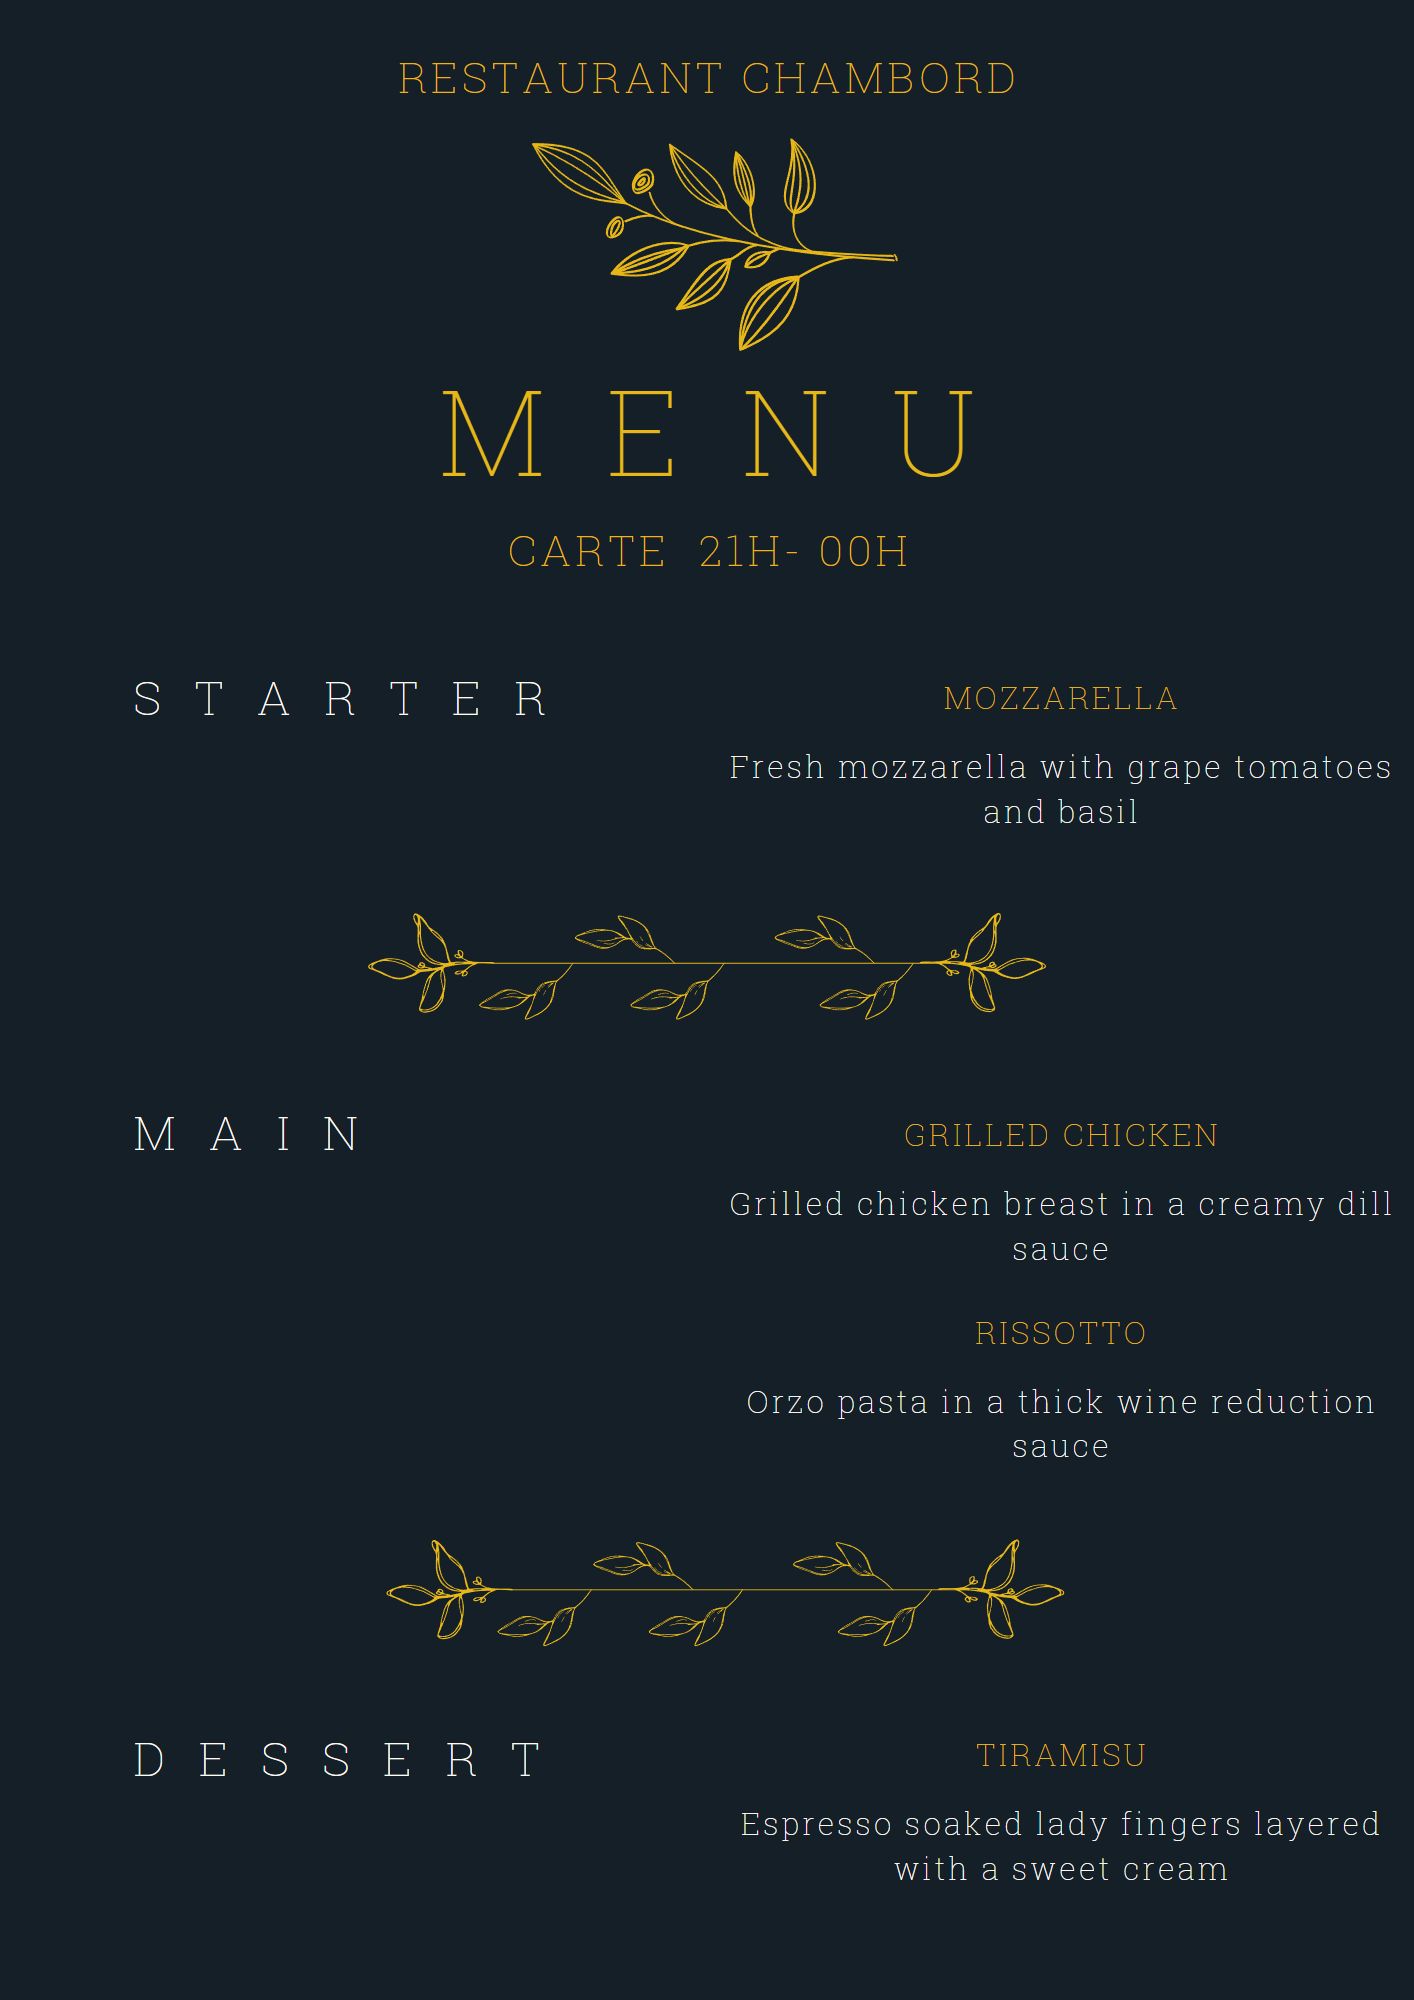 RESTAURANT CHAMBORD
MENU
CARTE 21H- 00H
STARTER
MOZZARELLA
Fresh mozzarella with grape tomatoes
and basil
MAIN
GRILLED CHICKEN
Grilled chicken breast in a creamy dill
sauce
RISSOTTO
Orzo pasta in a thick wine reduction
sauce
DESSERT
TIRAMISU
Espresso soaked lady fingers layered
with a sweet cream